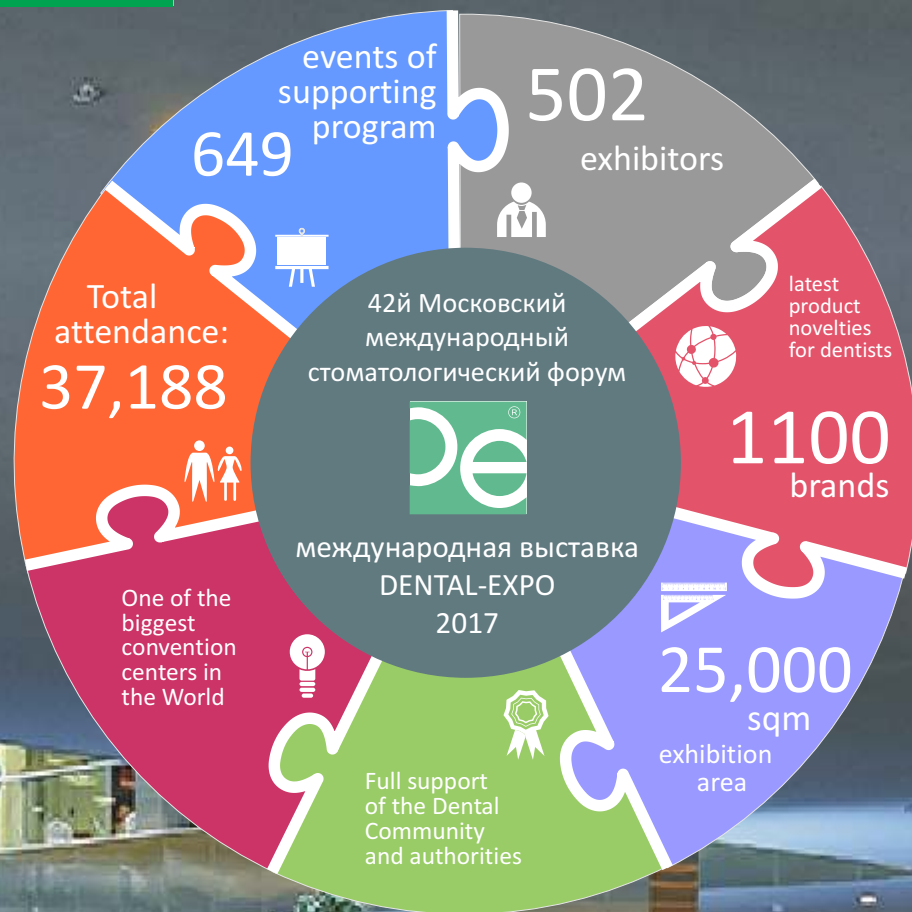 events of
supporting
program
649
502
exhibitors
latest
product
novelties
for dentists
1100
brands
25,000
sqm
exhibition
area
Full support
of the Dental
Community
and authorities
One of the
biggest
convention
centers in
the World
Total
attendance:
37,188
42й Московский
международный
стоматологический форум
De®
международная выставка
DENTAL-EXPO
2017